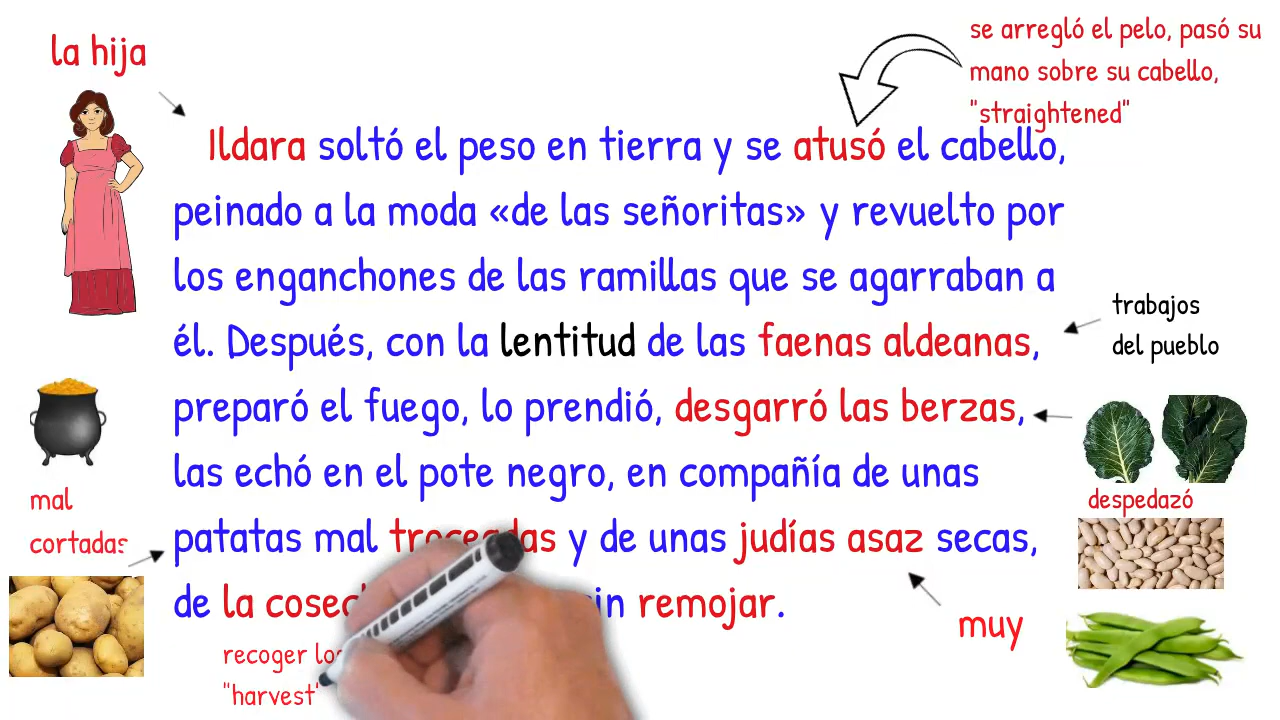 la hija
se arregló el pelo, pasó su
mano sobre su cabello,
"straightened"
Ildara soltó el peso en tierra y se atusó el cabello,
peinado a la moda «de las señoritas» y revuelto por
los enganchones de las ramillas que se agarraban a
él. Después, con la lentitud de las faenas aldeanas,
preparó el fuego, lo prendió, desgarró las berzas,
las echó en el pote negro, en compañía de unas
patatas mal troceadas y de unas judías asaz secas,
de la remojar.
trabajos
del pueblo
despedazó
mal
cortadas
muy
recoger
"harvest"